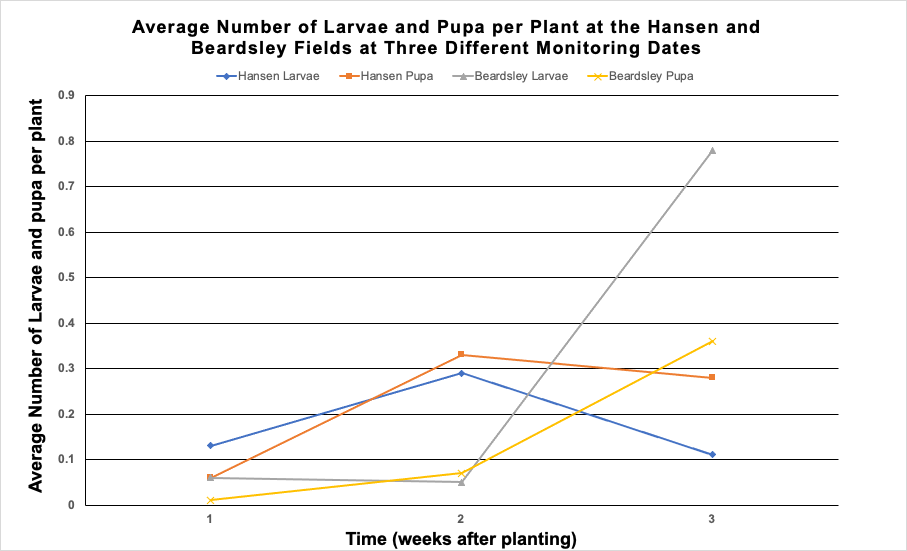 Average Number of Larvae and Pupa per Plant at the Hansen and
Beardsley Fields at Three Different Monitoring Dates
Hansen Larvae Hansen Pupa Beardsley Larvae Beardsley Pupa
Average Number of Larvae and pupa per plant
0.9
0.8
0.7
0.6
0.5
0.4
0.3
0.2
0.1
0
1 2 3
Time (weeks after planting)